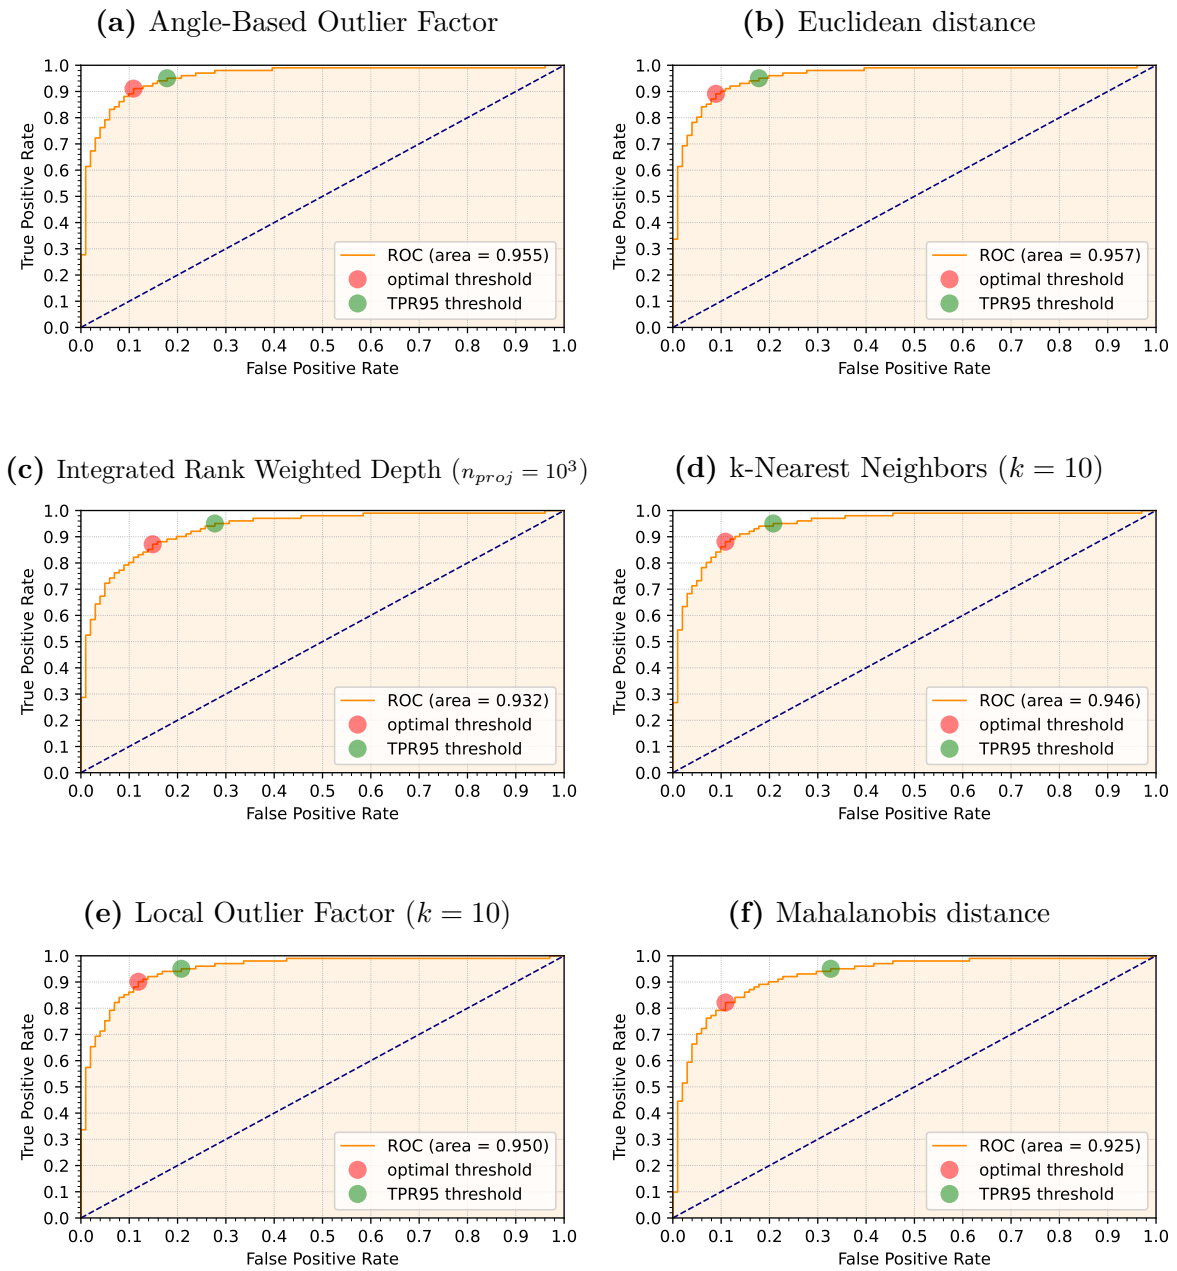 (a) Angle-Based Outlier Factor
1.0
0.9
0.8
0.7
0.6
0.5
0.4
0.3
0.2
0.1
0.0
True Positive Rate
ROC (area = 0.955)
optimal threshold
TPR95 threshold
0.0 0.1 0.2 0.3 0.4 0.5 0.6 0.7 0.8 0.9 1.0
False Positive Rate
(b) Euclidean distance
1.0
0.9
0.8
0.7
0.6
0.5
0.4
0.3
0.2
0.1
0.0
True Positive Rate
ROC (area = 0.957)
optimal threshold
TPR95 threshold
0.0 0.1 0.2 0.3 0.4 0.5 0.6 0.7 0.8 0.9 1.0
False Positive Rate
(c) Integrated Rank Weighted Depth (n_{proj} = 10³)
1.0
0.9
0.8
0.7
0.6
0.5
0.4
0.3
0.2
0.1
0.0
True Positive Rate
ROC (area = 0.932)
optimal threshold
TPR95 threshold
0.0 0.1 0.2 0.3 0.4 0.5 0.6 0.7 0.8 0.9 1.0
False Positive Rate
(d) k-Nearest Neighbors (k = 10)
1.0
0.9
0.8
0.7
0.6
0.5
0.4
0.3
0.2
0.1
0.0
True Positive Rate
ROC (area = 0.946)
optimal threshold
TPR95 threshold
0.0 0.1 0.2 0.3 0.4 0.5 0.6 0.7 0.8 0.9 1.0
False Positive Rate
(e) Local Outlier Factor (k = 10)
1.0
0.9
0.8
0.7
0.6
0.5
0.4
0.3
0.2
0.1
0.0
True Positive Rate
ROC (area = 0.950)
optimal threshold
TPR95 threshold
0.0 0.1 0.2 0.3 0.4 0.5 0.6 0.7 0.8 0.9 1.0
False Positive Rate
(f) Mahalanobis distance
1.0
0.9
0.8
0.7
0.6
0.5
0.4
0.3
0.2
0.1
0.0
True Positive Rate
ROC (area = 0.925)
optimal threshold
TPR95 threshold
0.0 0.1 0.2 0.3 0.4 0.5 0.6 0.7 0.8 0.9 1.0
False Positive Rate